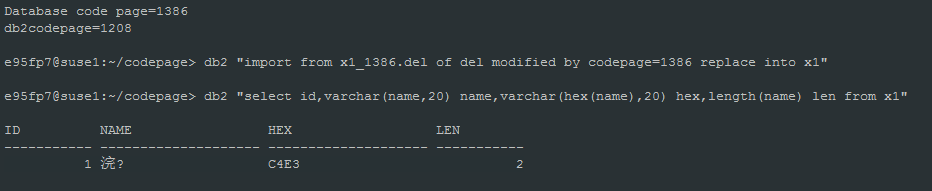 Database code page=1386
db2codepage=1208
e95fp7@suse1:~/codepage> db2 "import from x1_1386.del of del modified by codepage=1386 replace into x1"
e95fp7@suse1:~/codepage> db2 "select id,varchar(name,20) name,varchar(hex(name),20) hex,length(name) len from x1"
ID NAME HEX LEN
----------- -------------------- -------------------- -----------
1 浣? C4E3 2